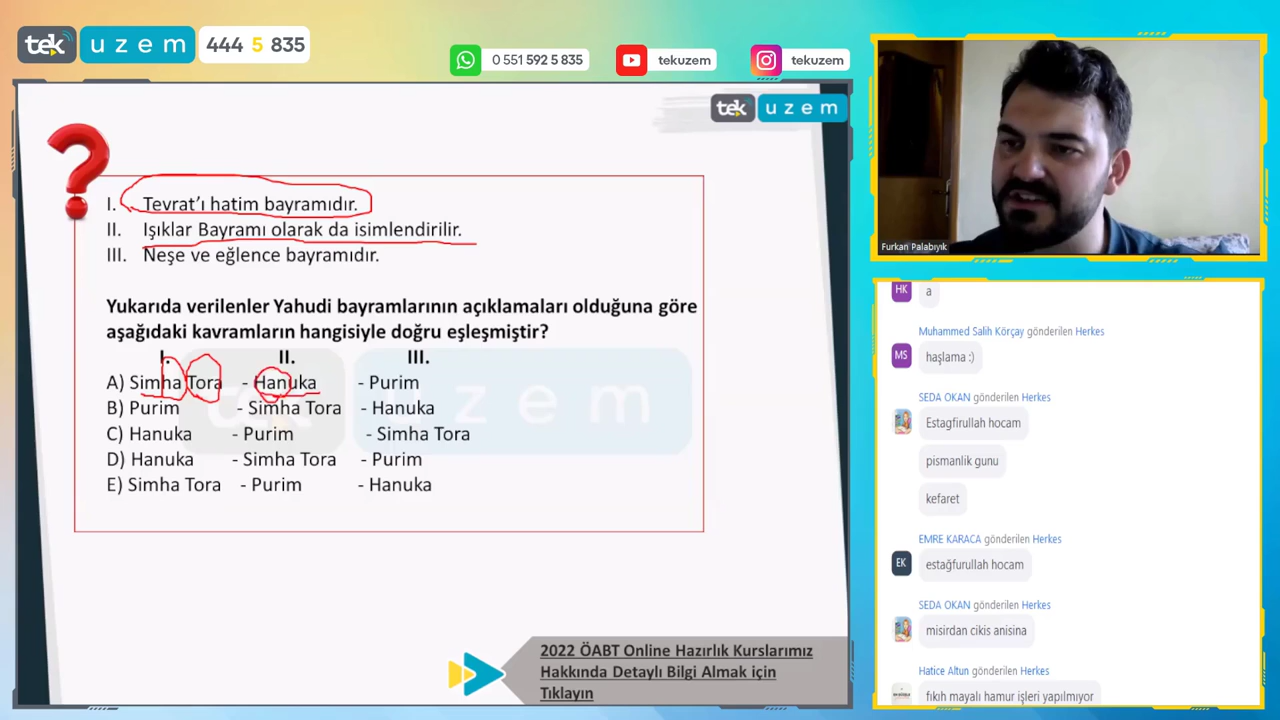 tek uzem 444 5 835
0 551 592 5 835
tekuzem
tekuzem
tek uzem
I. Tevrat'ı hatim bayramıdır.
II. Işıklar Bayramı olarak da isimlendirilir.
III. Neşe ve eğlence bayramıdır.
Yukarıda verilenler Yahudi bayramlarının açıklamaları olduğuna göre
aşağıdaki kavramların hangisiyle doğru eşleşmiştir?
I. II. III.
A) Simha Tora - Hanuka - Purim
B) Purim - Simha Tora - Hanuka
C) Hanuka - Purim - Simha Tora
D) Hanuka - Simha Tora - Purim
E) Simha Tora - Purim - Hanuka
tek uzem
2022 ÖABT Online Hazırlık Kurslarımız
Hakkında Detaylı Bilgi Almak için
Tıklayın
Furkan Palabıyık
HK
a
Muhammed Salih Körçay gönderilen Herkes
MS
haşlama :)
SEDA OKAN gönderilen Herkes
Estagfirullah hocam
pismanlik gunu
kefaret
EMRE KARACA gönderilen Herkes
EK
estağfurullah hocam
SEDA OKAN gönderilen Herkes
misirdan cikis anisina
Hatice Altun gönderilen Herkes
fıkıh mayalı hamur işleri yapılmıyor